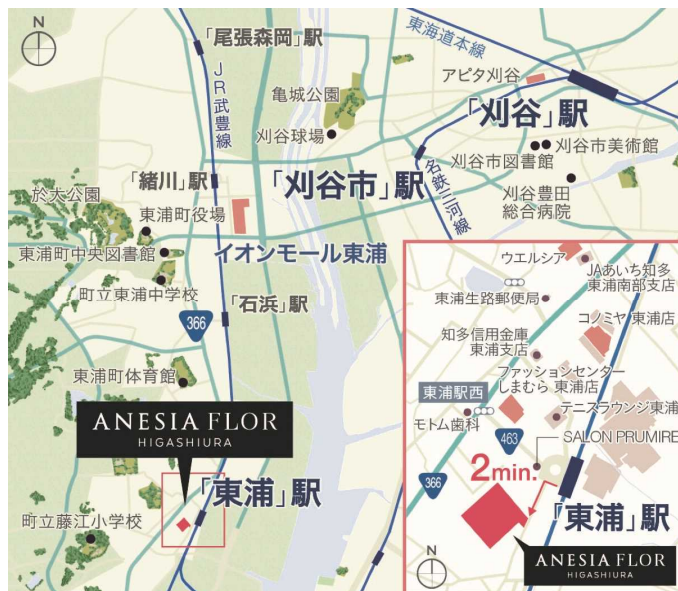 N
「尾張森岡」駅
東海道本線
JR武豊線
アピタ刈谷
亀城公園
「刈谷」駅
刈谷球場
刈谷市美術館
刈谷市図書館
「緒川」駅
「刈谷市」駅
名鉄三河線
刈谷豊田
総合病院
於大公園
東浦町役場
イオンモール東浦
東浦町中央図書館
町立東浦中学校
「石浜」駅
366
東浦町体育館
ANESIA FLOR
HIGASHIURA
「東浦」駅
町立藤江小学校
ウエルシア
JAあいち知多
東浦南部支店
東浦生路郵便局
コノミヤ 東浦店
知多信用金庫
東浦支店
ファッションセンター
しまむら 東浦店
東浦駅西
テニスラウンジ東浦
モトム歯科
463
SALON PRUMIRE
366
2min.
「東浦」駅
N
ANESIA FLOR
HIGASHIURA